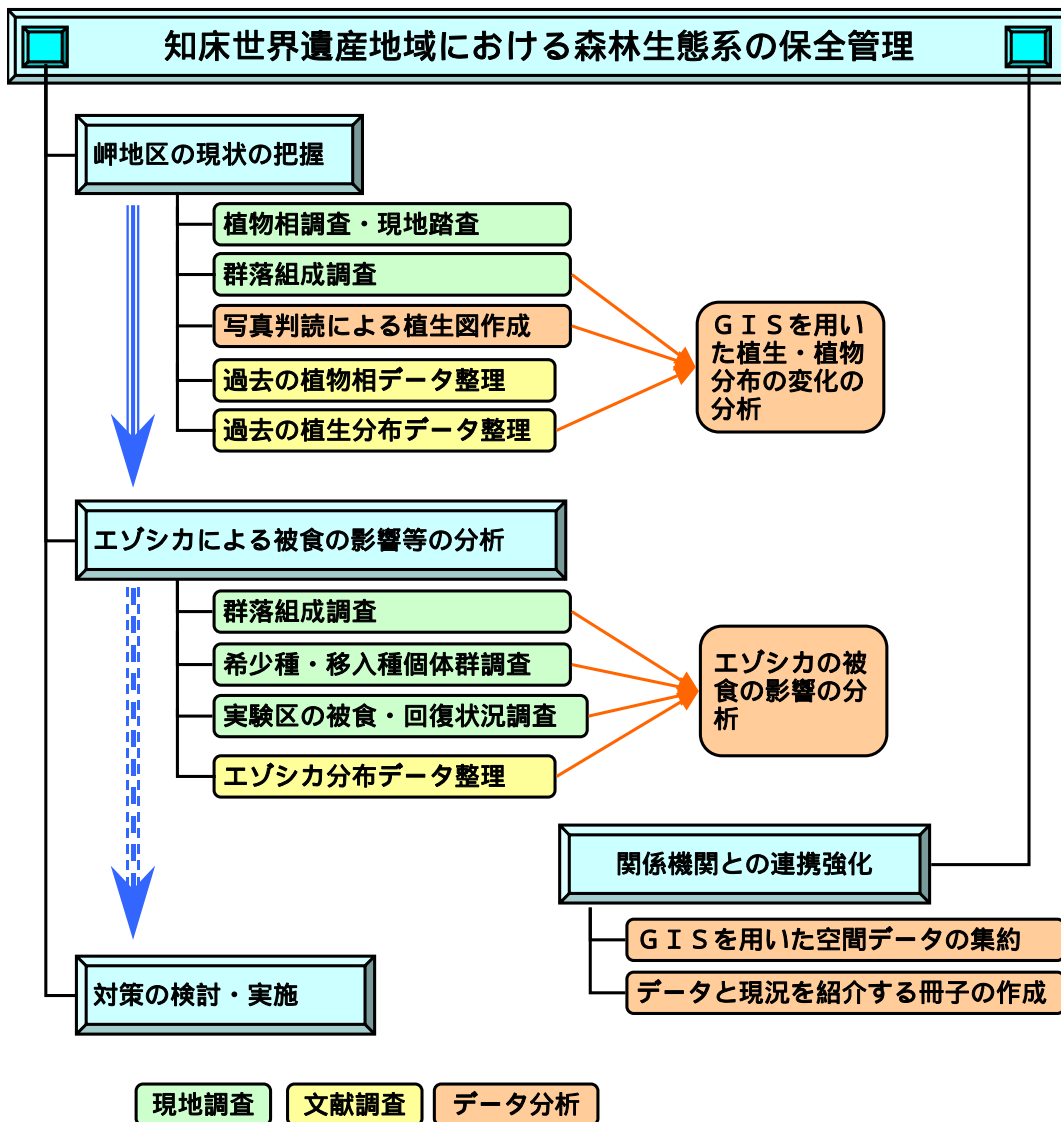 知床世界遺産地域における森林生態系の保全管理
岬地区の現状の把握
植物相調査・現地踏査
群落組成調査
写真判読による植生図作成
過去の植物相データ整理
過去の植生分布データ整理
ＧＩＳを用い
た植生・植物
分布の変化の
分析
エゾシカによる被食の影響等の分析
群落組成調査
希少種・移入種個体群調査
実験区の被食・回復状況調査
エゾシカ分布データ整理
エゾシカの被
食の影響の分
析
関係機関との連携強化
ＧＩＳを用いた空間データの集約
データと現況を紹介する冊子の作成
対策の検討・実施
現地調査
文献調査
データ分析